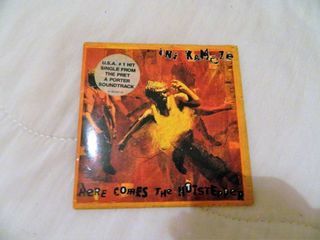 INI KAMOZE
U.S.A. #1 HIT
SINGLE FROM
THE PRET
A PORTER
SOUNDTRACK
HERE COMES THE HOTSTEPPER